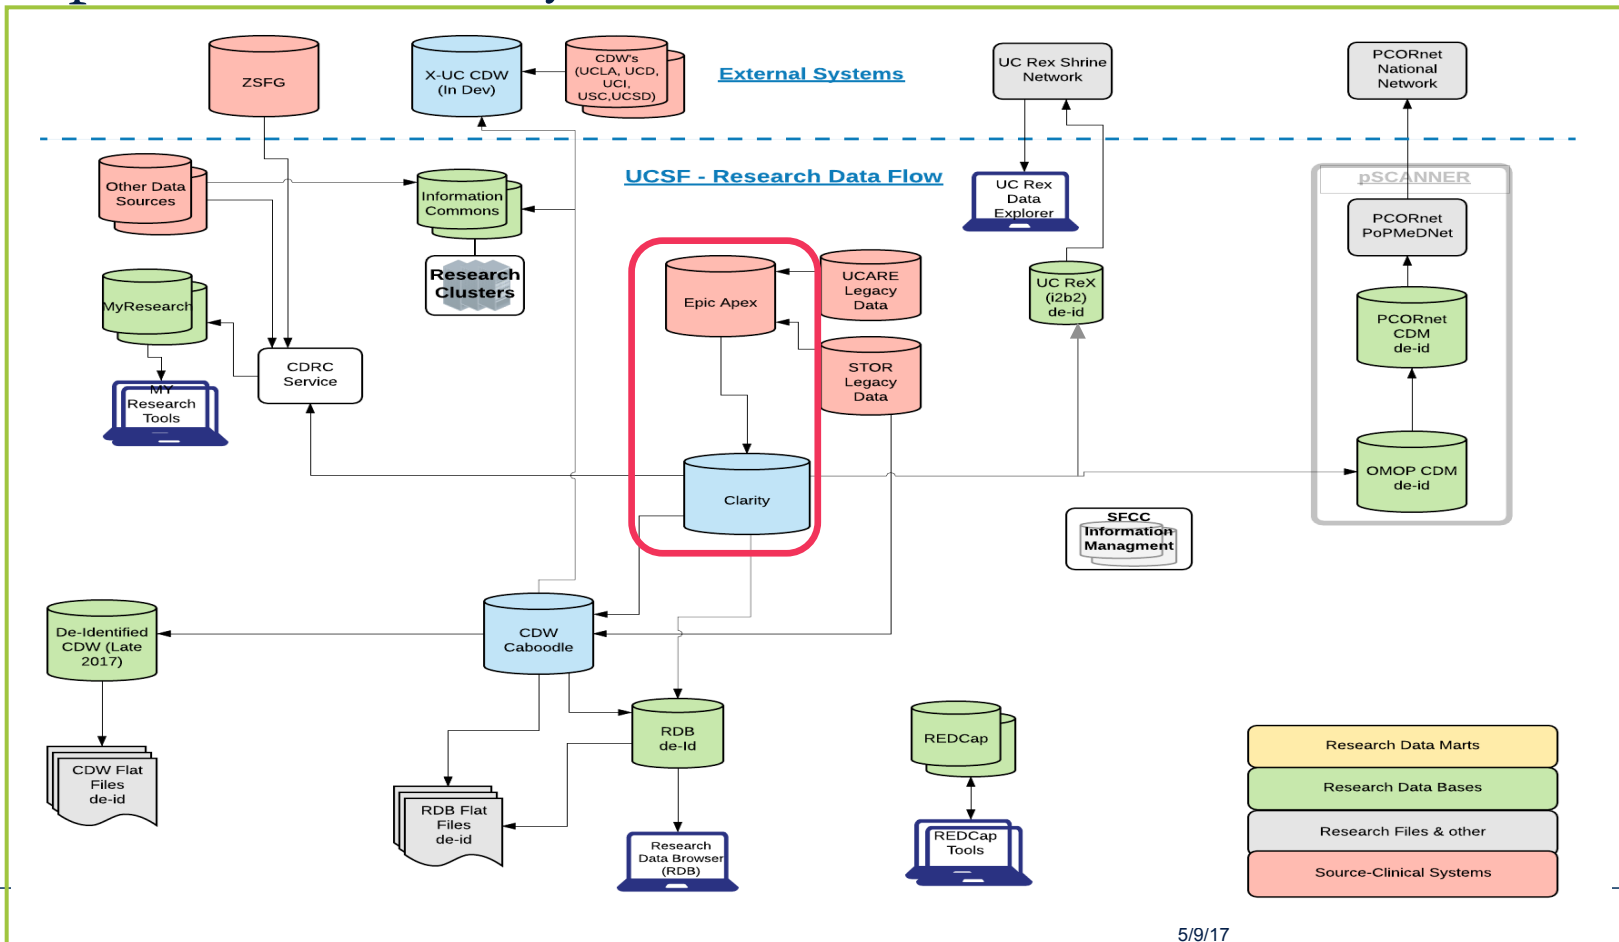 ZSFG
X-UC CDW
(In Dev)
CDW's
(UCLA, UCD,
UCI,
USC,UCSD)
External Systems
UC Rex Shrine
Network
PCORnet
National
Network
UCSF - Research Data Flow
Other Data
Sources
Information
Commons
Research
Clusters
UC Rex
Data
Explorer
pSCANNER
PCORnet
PoPMeDNet
MyResearch
Epic Apex
UCARE
Legacy
Data
UC ReX
(i2b2)
de-id
PCORnet
CDM
de-id
CDRC
Service
STOR
Legacy
Data
MY
Research
Tools
Clarity
OMOP CDM
de-id
SFCC
Information
Managment
De-Identified
CDW (Late
2017)
CDW
Caboodle
RDB
de-Id
REDCap
CDW Flat
Files
de-id
RDB Flat
Files
de-id
Research
Data Browser
(RDB)
REDCap
Tools
Research Data Marts
Research Data Bases
Research Files & other
Source-Clinical Systems
5/9/17